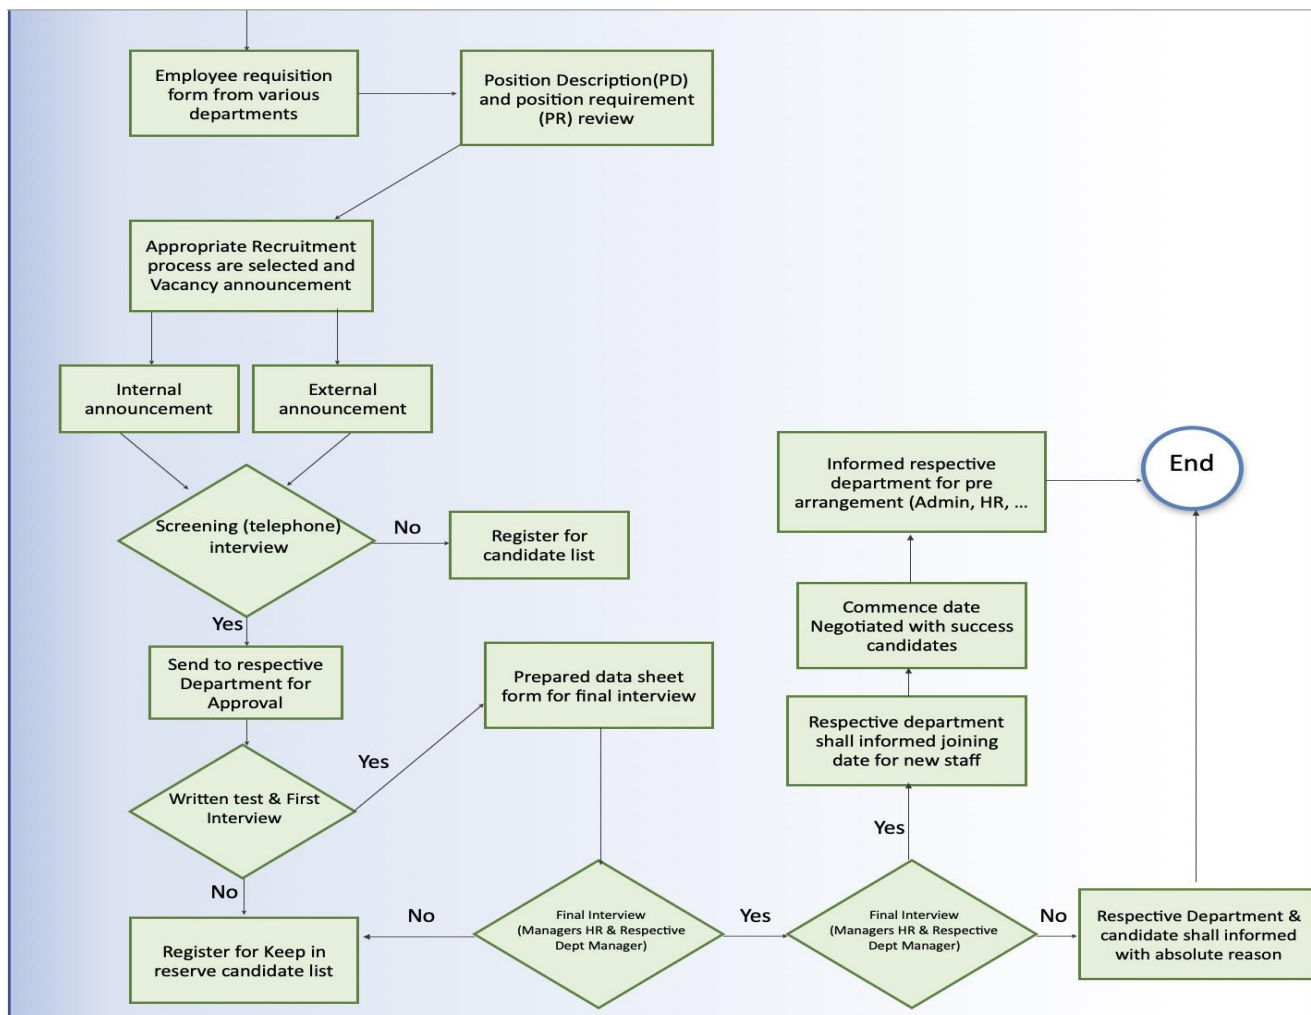 Employee requisition
form from various
departments
Position Description(PD)
and position requirement
(PR) review
Appropriate Recruitment
process are selected and
Vacancy announcement
Internal
announcement
External
announcement
Screening (telephone)
interview
No
Register for
candidate list
Yes
Send to respective
Department for
Approval
Written test & First
Interview
Yes
Prepared data sheet
form for final interview
No
Register for Keep in
reserve candidate list
No
Final Interview
(Managers HR & Respective
Dept Manager)
Yes
Final Interview
(Managers HR & Respective
Dept Manager)
Yes
Respective department
shall informed joining
date for new staff
Commence date
Negotiated with success
candidates
Informed respective
department for pre
arrangement (Admin, HR, ...
No
Respective Department &
candidate shall informed
with absolute reason
End